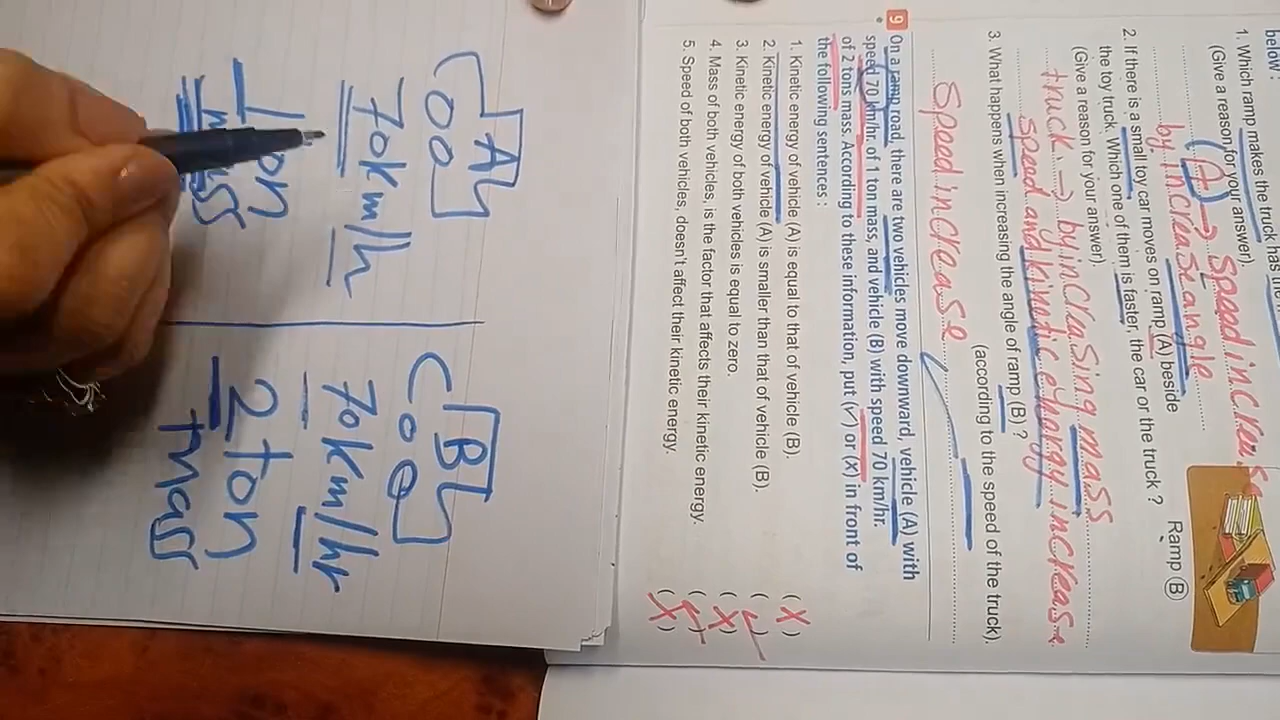 below :
1. Which ramp makes the truck has the
(Give a reason for your answer).
(A) → speed increase
by increase angle
2. If there is a small toy car moves on ramp (A) beside
the toy truck. Which one of them is faster, the car or the truck ?
(Give a reason for your answer).
truck → by increasing mass
speed and kinetic enargy increase
3. What happens when increasing the angle of ramp (B) ?
(according to the speed of the truck).
Speed increase
Ramp B
9 On a ramp road, there are two vehicles move downward, vehicle (A) with
speed 70 km/hr. of 1 ton mass, and vehicle (B) with speed 70 km/hr.
of 2 tons mass. According to these information, put (✓) or (✗) in front of
the following sentences :
1. Kinetic energy of vehicle (A) is equal to that of vehicle (B). (X)
2. Kinetic energy of vehicle (A) is smaller than that of vehicle (B). (✓)
3. Kinetic energy of both vehicles is equal to zero. (X)
4. Mass of both vehicles, is the factor that affects their kinetic energy. (✓)
5. Speed of both vehicles, doesn't affect their kinetic energy. (X)
A
70km/h
1 ton
mass
B
70km/hr
2 ton
mass